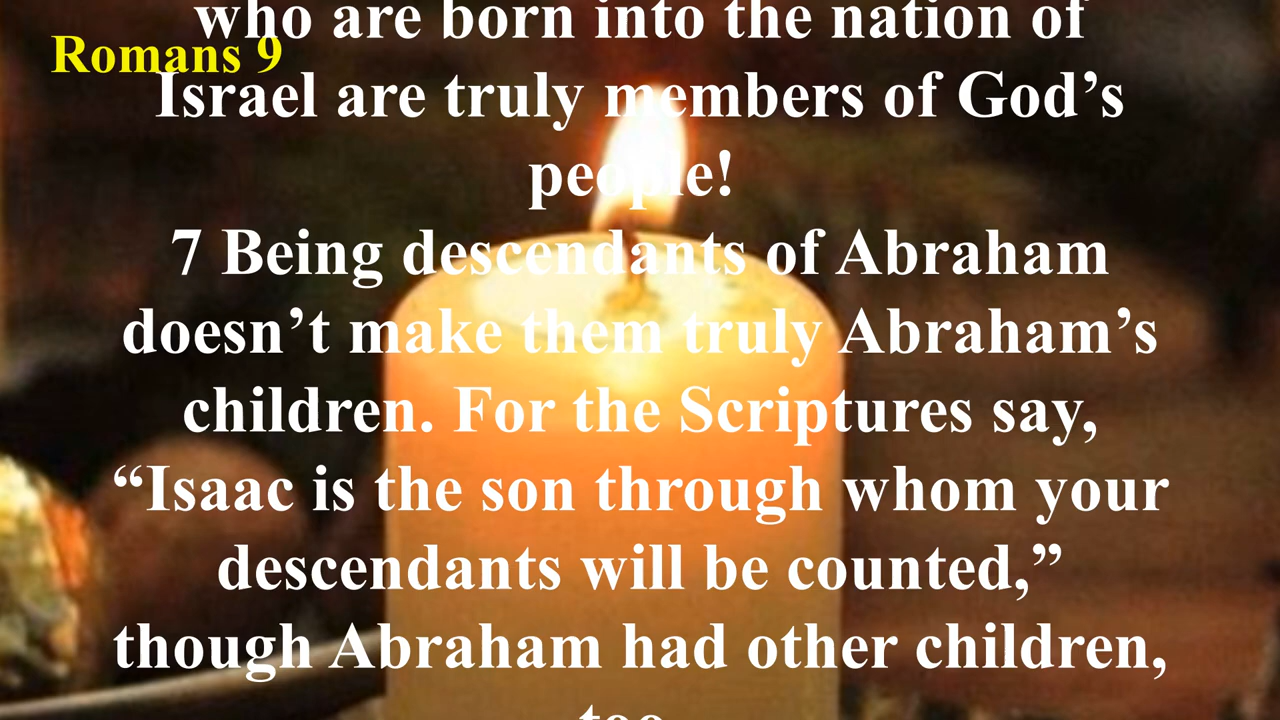 who are born into the nation of
Romans 9
Israel are truly members of God’s
people!
7 Being descendants of Abraham
doesn’t make them truly Abraham’s
children. For the Scriptures say,
“Isaac is the son through whom your
descendants will be counted,”
though Abraham had other children,
too.